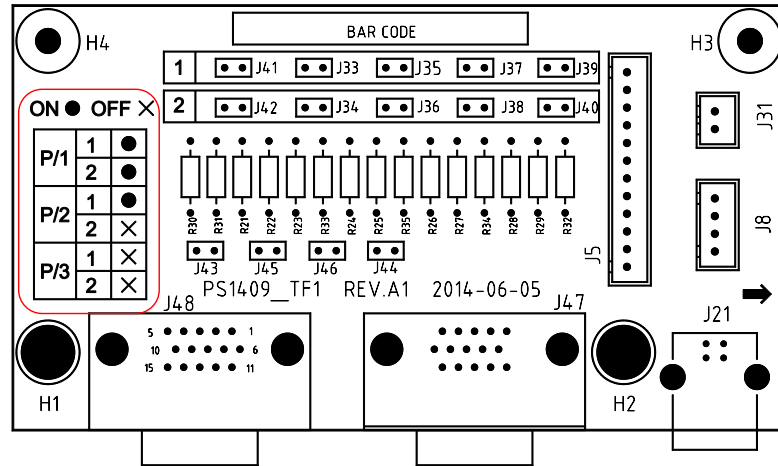 BAR CODE
H4
H3
1 J41 J33 J35 J37 J39
2 J42 J34 J36 J38 J40
J31
ON OFF
P/1 1
2
P/2 1
2
P/3 1
2
R30 R31 R21 R22 R23 R33 R24 R25 R35 R26 R27 R34 R28 R29 R32
J5
J8
J43 J45 J46 J44
PS1409_TF1 REV.A1 2014-06-05
J48
J47
J21
5 1
10 6
15 11
H1
H2